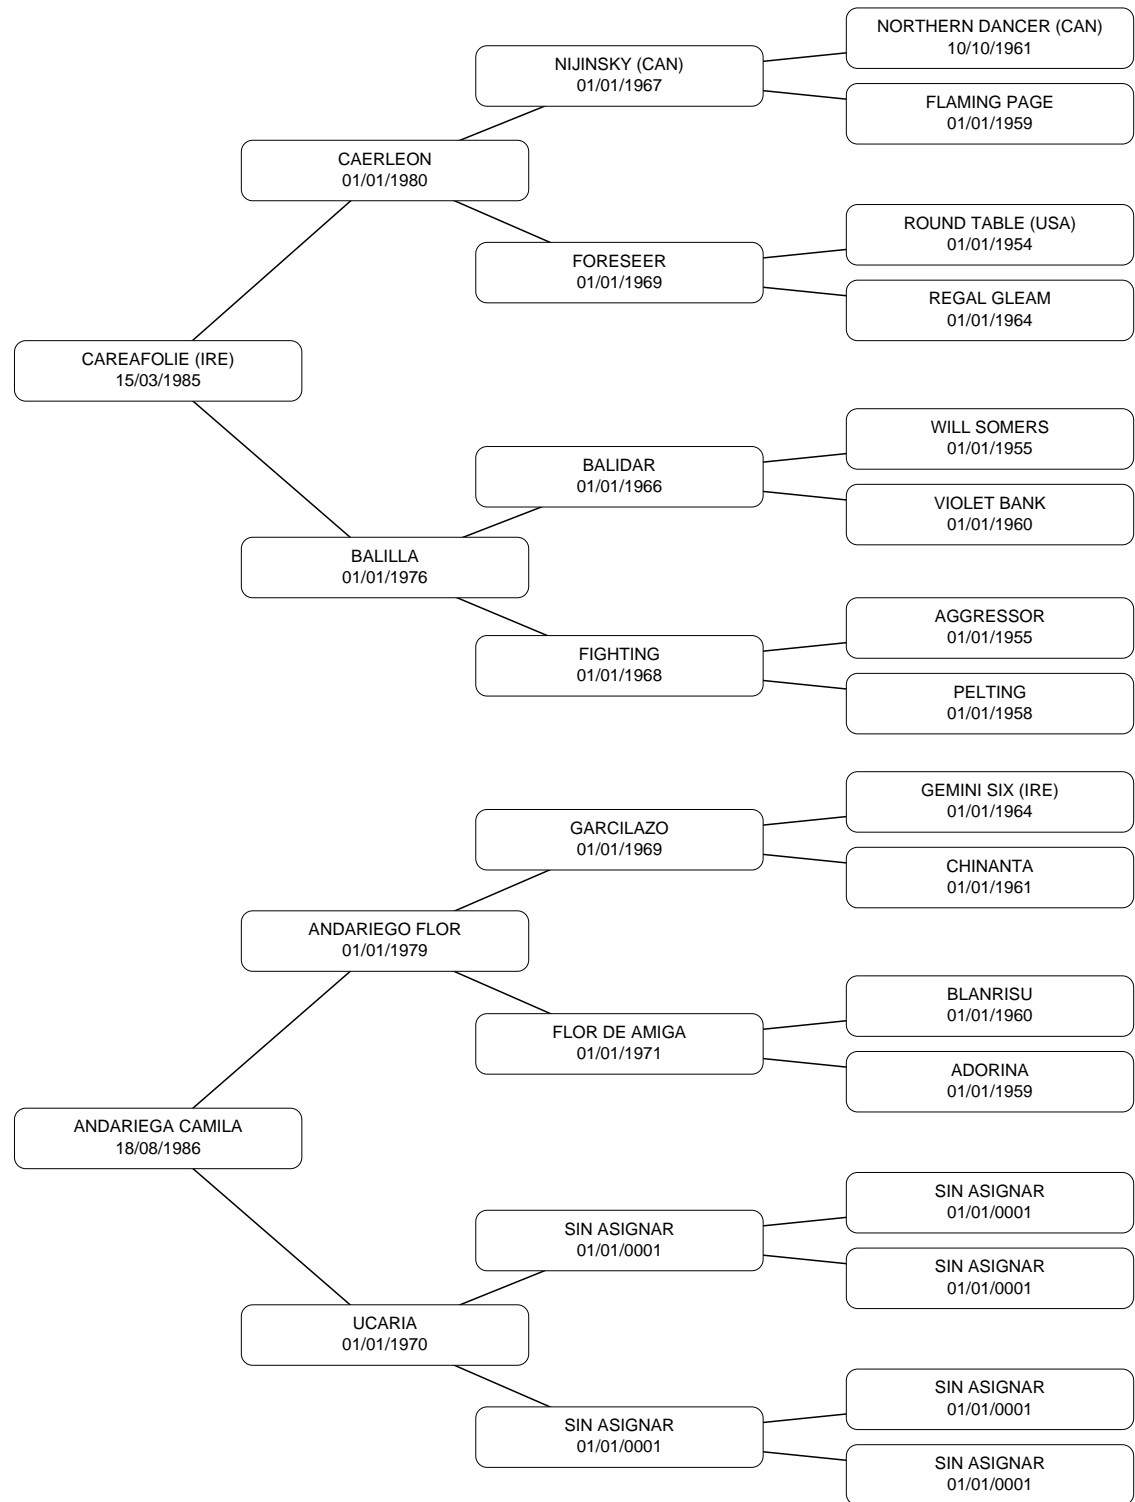 NORTHERN DANCER (CAN)
10/10/1961
NIJINSKY (CAN)
01/01/1967
FLAMING PAGE
01/01/1959
CAERLEON
01/01/1980
ROUND TABLE (USA)
01/01/1954
FORESEER
01/01/1969
REGAL GLEAM
01/01/1964
CAREAFOLIE (IRE)
15/03/1985
WILL SOMERS
01/01/1955
BALIDAR
01/01/1966
VIOLET BANK
01/01/1960
BALILLA
01/01/1976
AGGRESSOR
01/01/1955
FIGHTING
01/01/1968
PELTING
01/01/1958
GEMINI SIX (IRE)
01/01/1964
GARCILAZO
01/01/1969
CHINANTA
01/01/1961
ANDARIEGO FLOR
01/01/1979
BLANRISU
01/01/1960
FLOR DE AMIGA
01/01/1971
ADORINA
01/01/1959
ANDARIEGA CAMILA
18/08/1986
SIN ASIGNAR
01/01/0001
SIN ASIGNAR
01/01/0001
SIN ASIGNAR
01/01/0001
UCARIA
01/01/1970
SIN ASIGNAR
01/01/0001
SIN ASIGNAR
01/01/0001
SIN ASIGNAR
01/01/0001